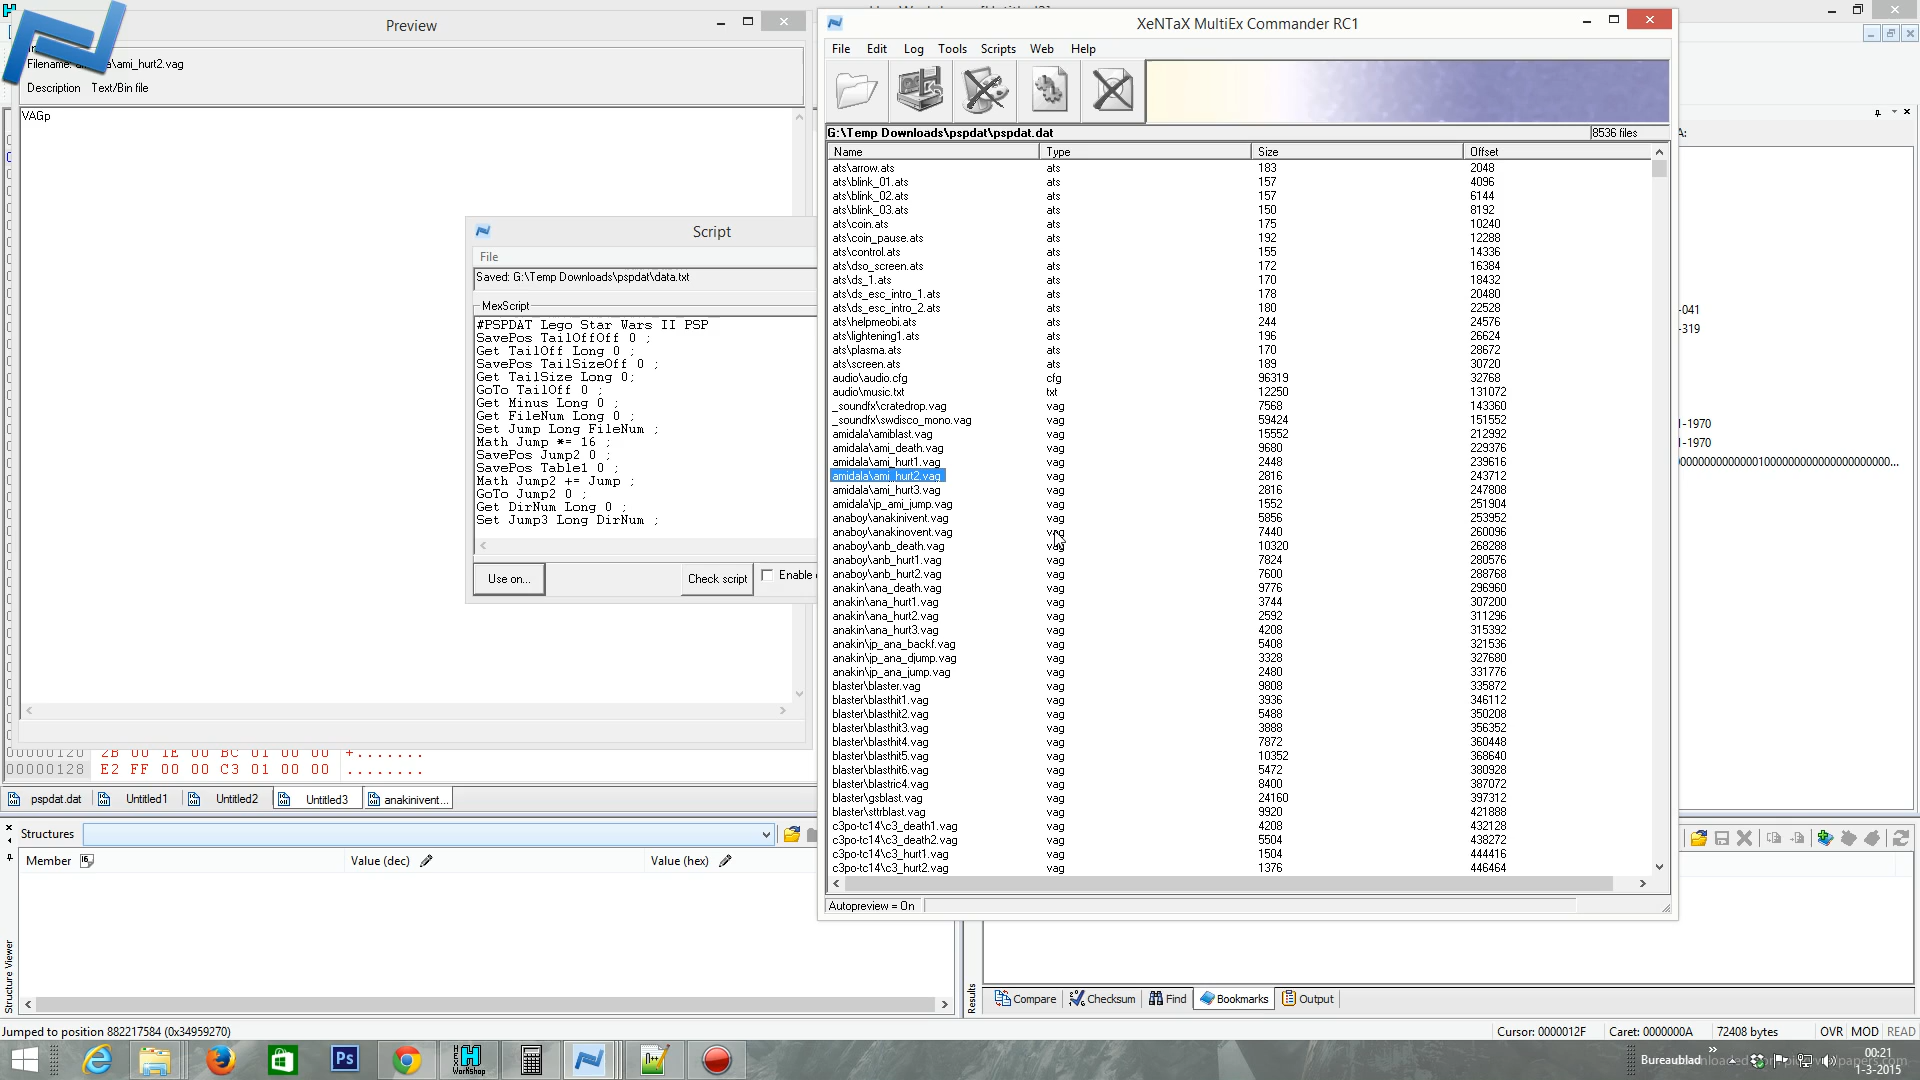 Preview
Filename:
\ami_hurt2.vag
Description Text/Bin file
VAGp
Script
File
Saved: G:\Temp Downloads\pspdat\data.txt
MexScript
#PSPDAT Lego Star Wars II PSP
SavePos TailOffOff 0 ;
Get TailOff Long 0 ;
SavePos TailSizeOff 0 ;
Get TailSize Long 0;
GoTo TailOff 0 ;
Get Minus Long 0 ;
Get FileNum Long 0 ;
Set Jump Long FileNum ;
Math Jump *= 16 ;
SavePos Jump2 0 ;
SavePos Table1 0 ;
Math Jump2 += Jump ;
GoTo Jump2 0 ;
Get DirNum Long 0 ;
Set Jump3 Long DirNum ;
Use on...
Check script
Enable
XeNTaX MultiEx Commander RC1
File Edit Log Tools Scripts Web Help
G:\Temp Downloads\pspdat\pspdat.dat 8536 files
Name Type Size Offset
ats\arrow.ats ats 183 2048
ats\blink_01.ats ats 157 4096
ats\blink_02.ats ats 157 6144
ats\blink_03.ats ats 150 8192
ats\coin.ats ats 175 10240
ats\coin_pause.ats ats 192 12288
ats\control.ats ats 155 14336
ats\dso_screen.ats ats 172 16384
ats\ds_1.ats ats 170 18432
ats\ds_esc_intro_1.ats ats 178 20480
ats\ds_esc_intro_2.ats ats 180 22528
ats\helpmeobi.ats ats 244 24576
ats\lightening1.ats ats 196 26624
ats\plasma.ats ats 170 28672
ats\screen.ats ats 189 30720
audio\audio.cfg cfg 96319 32768
audio\music.txt txt 12250 131072
_soundfx\cratedrop.vag vag 7568 143360
_soundfx\swdisco_mono.vag vag 59424 151552
amidala\amiblast.vag vag 15552 212992
amidala\ami_death.vag vag 9680 229376
amidala\ami_hurt1.vag vag 2448 239616
amidala\ami_hurt2.vag vag 2816 243712
amidala\ami_hurt3.vag vag 2816 247808
amidala\jp_ami_jump.vag vag 1552 251904
anaboy\anakinivent.vag vag 5856 253952
anaboy\anakinovent.vag vag 7440 260096
anaboy\anb_death.vag vag 10320 268288
anaboy\anb_hurt1.vag vag 7824 280576
anaboy\anb_hurt2.vag vag 7600 288768
anakin\ana_death.vag vag 9776 296960
anakin\ana_hurt1.vag vag 3744 307200
anakin\ana_hurt2.vag vag 2592 311296
anakin\ana_hurt3.vag vag 4208 315392
anakin\jp_ana_backf.vag vag 5408 321536
anakin\jp_ana_djump.vag vag 3328 327680
anakin\jp_ana_jump.vag vag 2480 331776
blaster\blaster.vag vag 9808 335872
blaster\blasthit1.vag vag 3936 346112
blaster\blasthit2.vag vag 5488 350208
blaster\blasthit3.vag vag 3888 356352
blaster\blasthit4.vag vag 7872 360448
blaster\blasthit5.vag vag 10352 368640
blaster\blasthit6.vag vag 5472 380928
blaster\blastric4.vag vag 8400 387072
blaster\gsblast.vag vag 24160 397312
blaster\sttrblast.vag vag 9920 421888
c3po-tc14\c3_death1.vag vag 4208 432128
c3po-tc14\c3_death2.vag vag 5504 438272
c3po-tc14\c3_hurt1.vag vag 1504 444416
c3po-tc14\c3_hurt2.vag vag 1376 446464
Autopreview = On
A:
-041
-319
-1970
-1970
0000000000000100000000000000000...
00000120 2B 00 1E 00 BC 01 00 00 +.......
00000128 E2 FF 00 00 C3 01 00 00 ........
pspdat.dat Untitled1 Untitled2 Untitled3 anakinivent...
Structures
Member Value (dec) Value (hex)
Structure Viewer
Results
Compare Checksum Find Bookmarks Output
Jumped to position 882217584 (0x34959270)
Cursor: 0000012F Caret: 0000000A 72408 bytes OVR MOD READ
Ps
HEX
WorkShop
Bureaublad
00:21
1-3-2015